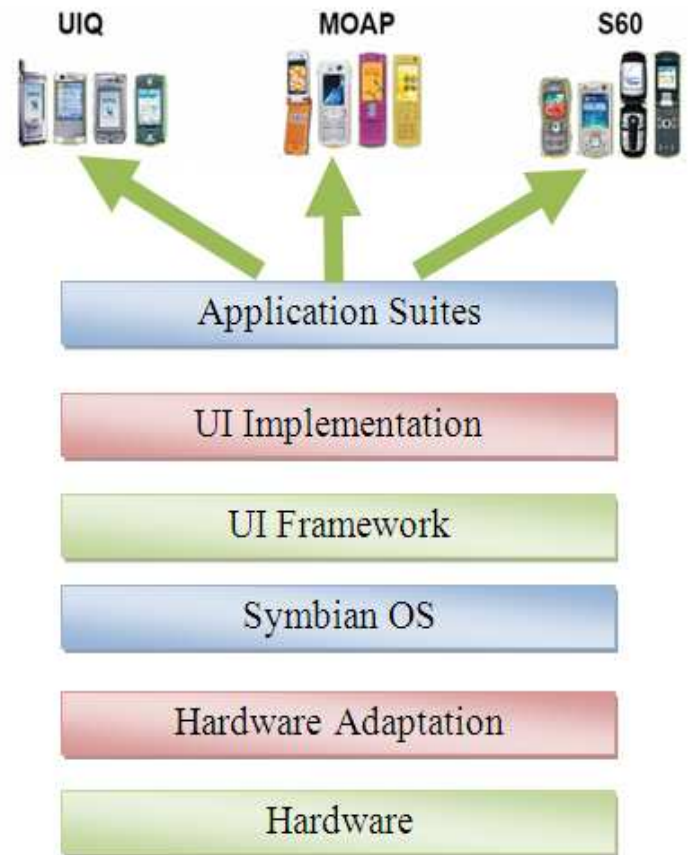 UIQ
MOAP
S60
Application Suites
UI Implementation
UI Framework
Symbian OS
Hardware Adaptation
Hardware